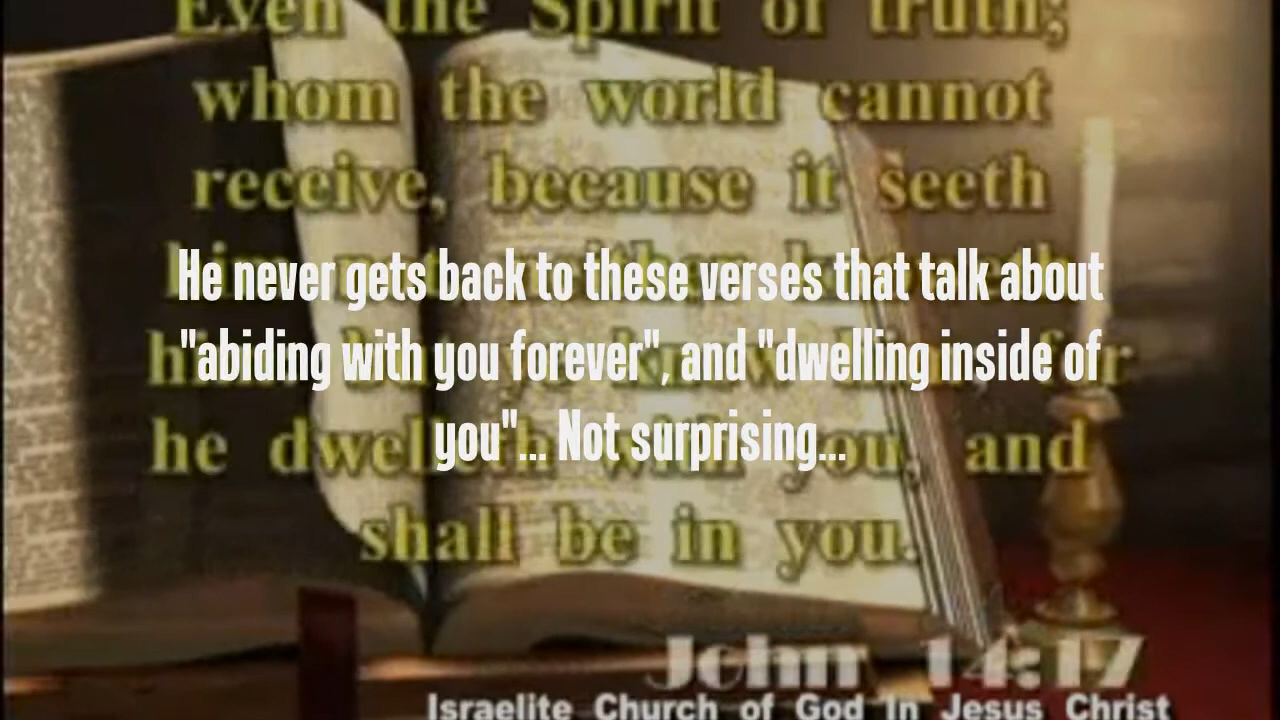 Even the Spirit of truth;
whom the world cannot
receive, because it seeth
He never gets back to these verses that talk about
"abiding with you forever", and "dwelling inside of
you"... Not surprising...
he dwelleth with you, and
shall be in you.
John 14:17
Israelite Church of God In Jesus Christ